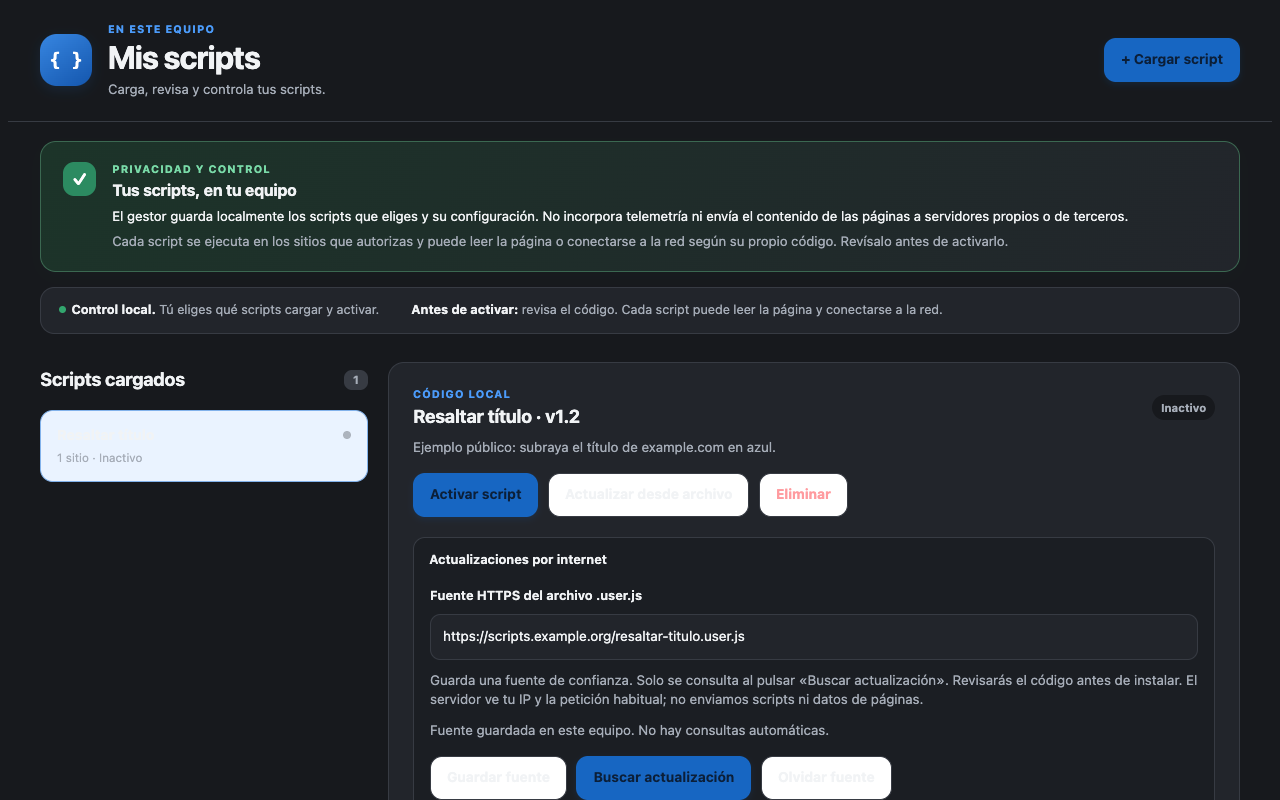 { }
EN ESTE EQUIPO
Mis scripts
Carga, revisa y controla tus scripts.
+ Cargar script
PRIVACIDAD Y CONTROL
Tus scripts, en tu equipo
El gestor guarda localmente los scripts que eliges y su configuración. No incorpora telemetría ni envía el contenido de las páginas a servidores propios o de terceros.
Cada script se ejecuta en los sitios que autorizas y puede leer la página o conectarse a la red según su propio código. Revísalo antes de activarlo.
Control local. Tú eliges qué scripts cargar y activar.
Antes de activar: revisa el código. Cada script puede leer la página y conectarse a la red.
Scripts cargados
1
1 sitio · Inactivo
CÓDIGO LOCAL
Resaltar título · v1.2
Inactivo
Ejemplo público: subraya el título de example.com en azul.
Activar script
Actualizar desde archivo
Eliminar
Actualizaciones por internet
Fuente HTTPS del archivo .user.js
https://scripts.example.org/resaltar-titulo.user.js
Guarda una fuente de confianza. Solo se consulta al pulsar «Buscar actualización». Revisarás el código antes de instalar. El
servidor ve tu IP y la petición habitual; no enviamos scripts ni datos de páginas.
Fuente guardada en este equipo. No hay consultas automáticas.
Guardar fuente
Buscar actualización
Olvidar fuente